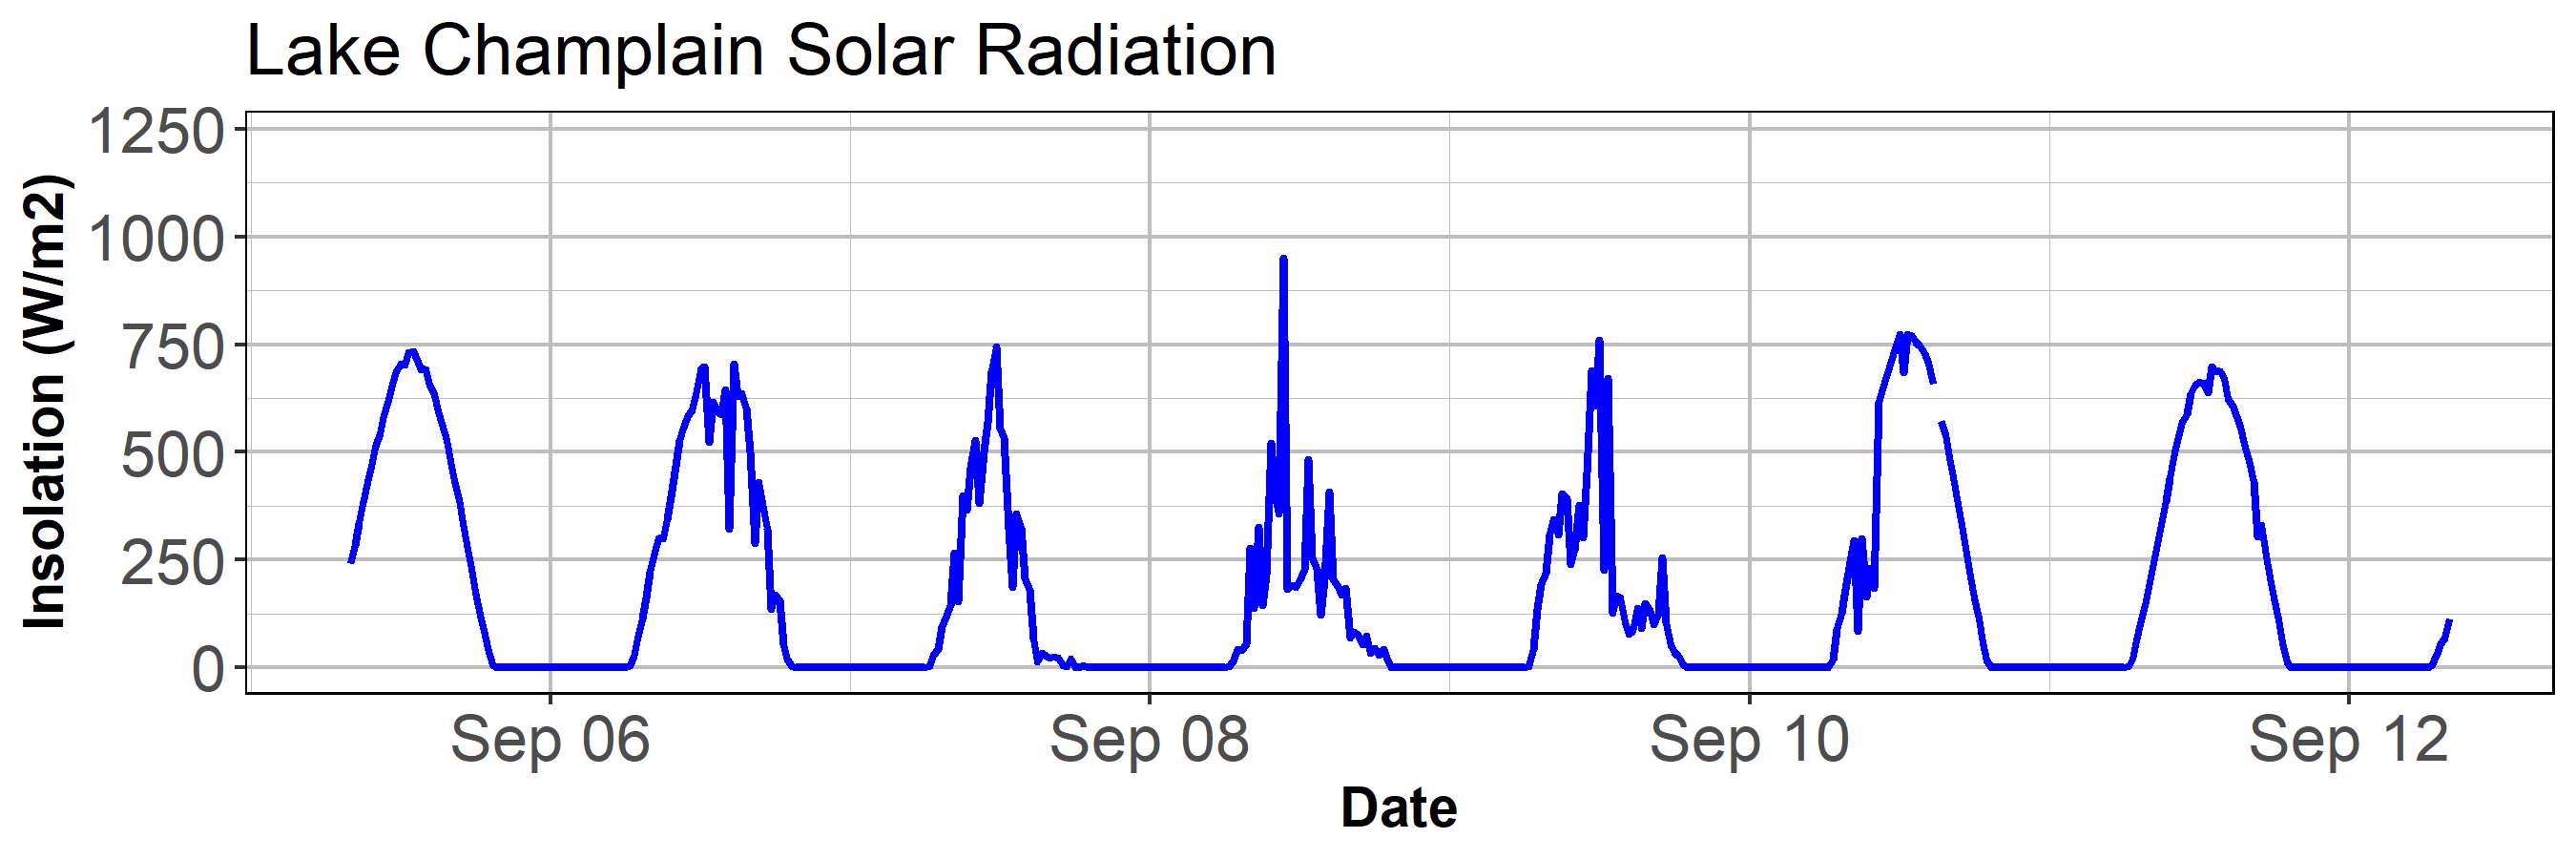 Lake Champlain Solar Radiation
1250
1000
750
500
250
0
Insolation (W/m2)
Sep 06 Sep 08 Sep 10 Sep 12
Date